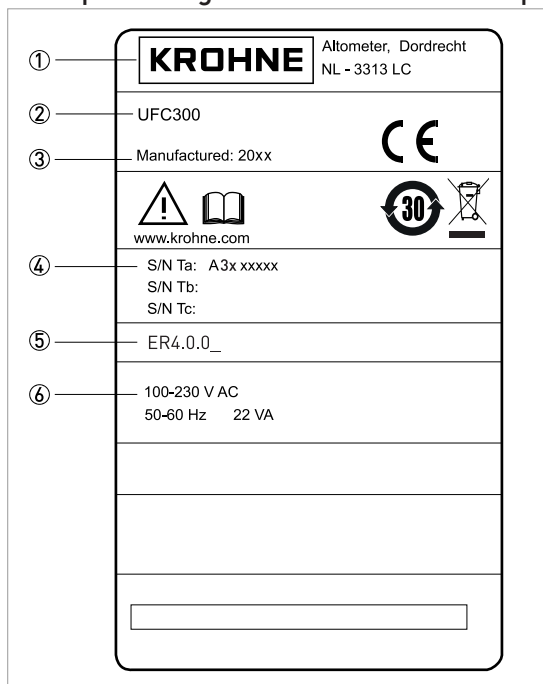 ① KROHNE Altometer, Dordrecht
NL - 3313 LC
② UFC300
③ Manufactured: 20xx
CE
30
www.krohne.com
④ S/N Ta: A3x xxxxx
S/N Tb:
S/N Tc:
⑤ ER4.0.0_
⑥ 100-230 V AC
50-60 Hz 22 VA